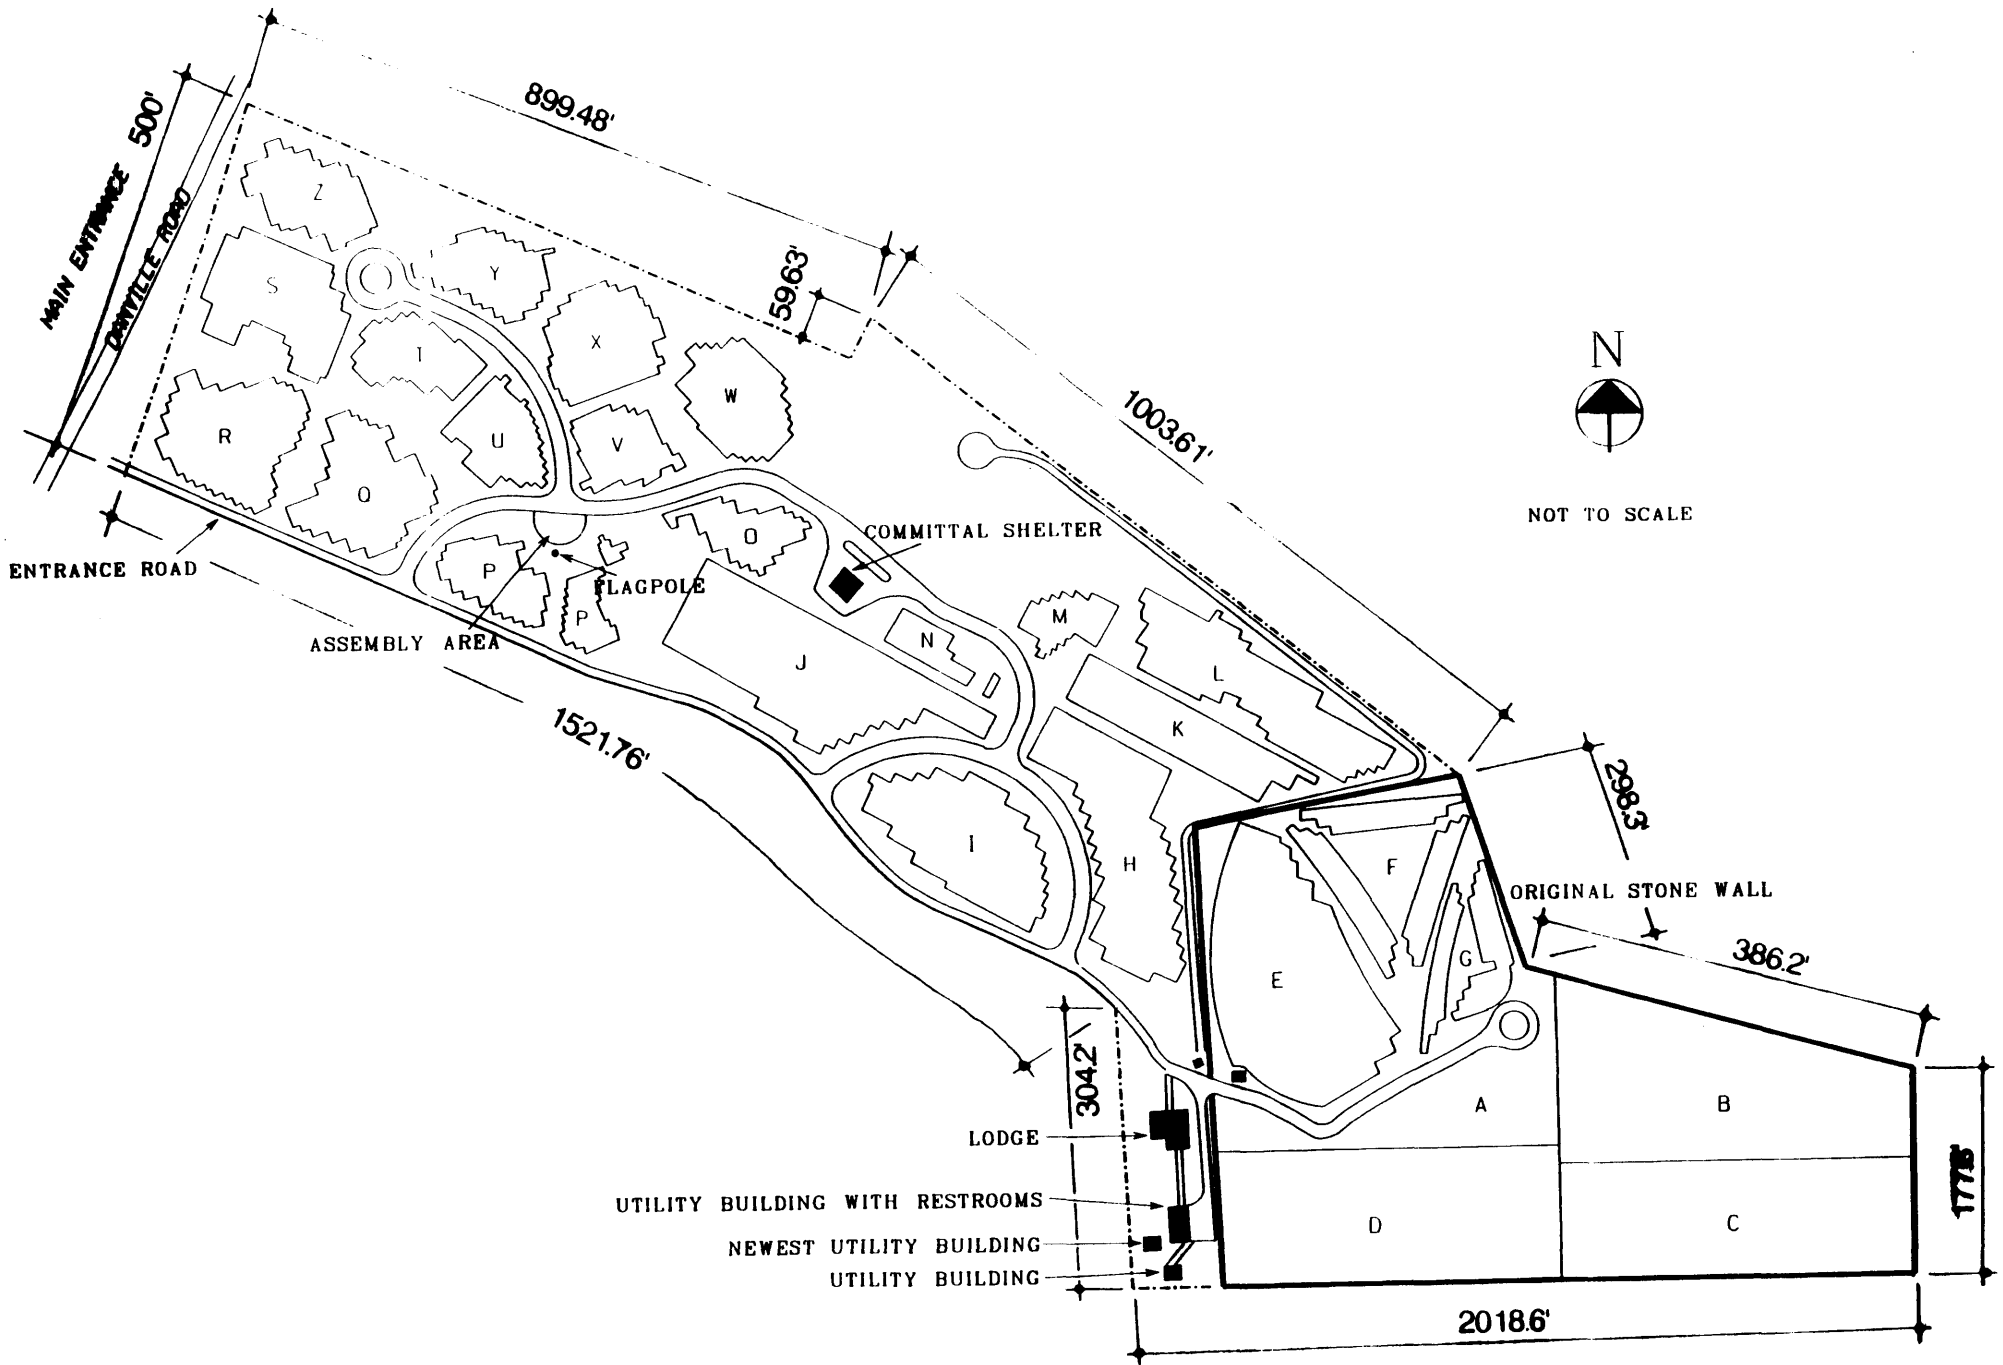 899.48'
500'
MAIN ENTRANCE
DANVILLE ROAD
59.63'
Z
S
Y
X
T
W
R
U
V
Q
N
NOT TO SCALE
1003.61'
ENTRANCE ROAD
COMMITTAL SHELTER
O
P
FLAGPOLE
P
ASSEMBLY AREA
M
N
J
L
K
1521.76'
298.3'
I
H
F
ORIGINAL STONE WALL
386.2'
G
E
304.2'
A
B
LODGE
UTILITY BUILDING WITH RESTROOMS
D
C
NEWEST UTILITY BUILDING
UTILITY BUILDING
2018.6'